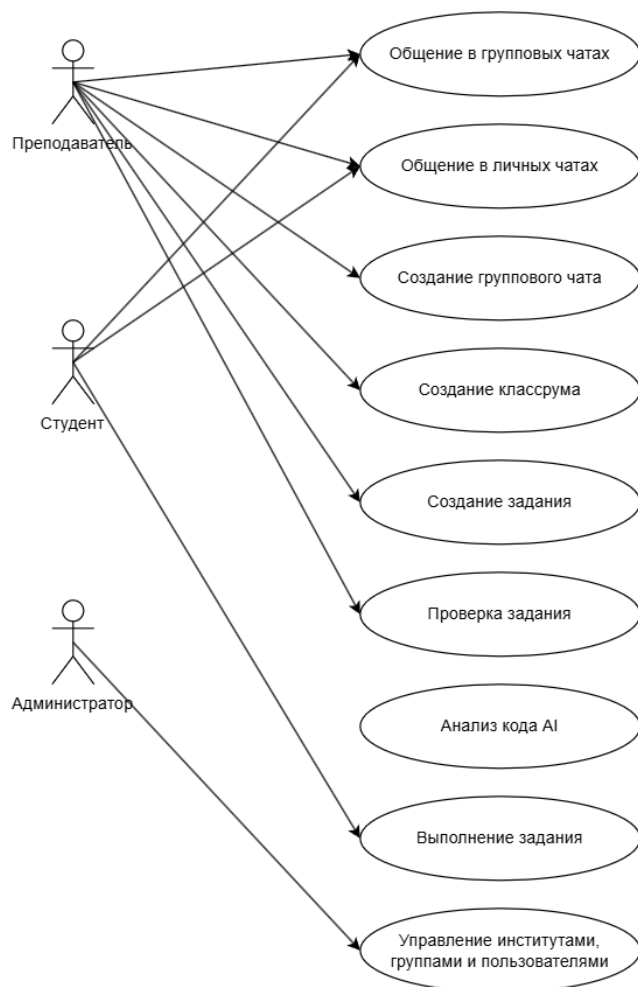 Общение в групповых чатах
Преподаватель
Общение в личных чатах
Создание группового чата
Создание классрума
Студент
Создание задания
Проверка задания
Администратор
Анализ кода AI
Выполнение задания
Управление институтами,
группами и пользователями